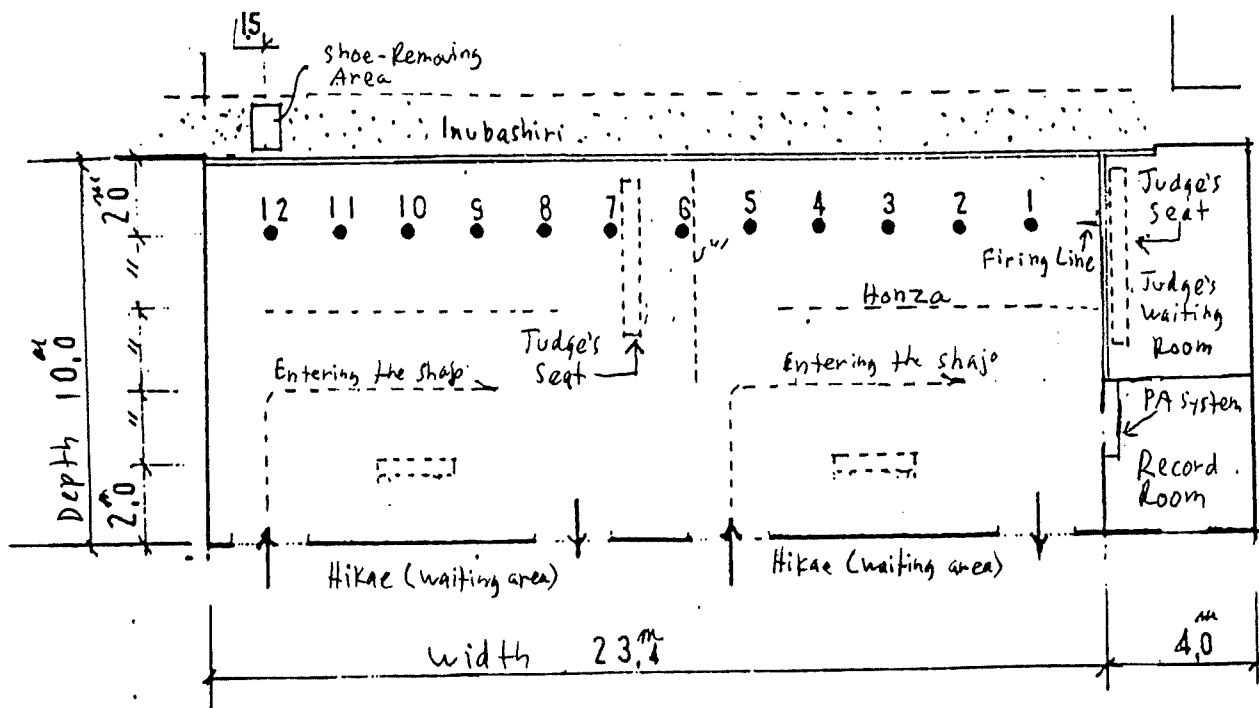 1.5
Shoe-Removing
Area
Inubashiri
12 11 10 9 8 7 6 5 4 3 2 1
Firing Line
Judge's
Seat
Judge's
Waiting
Room
Honza
Judge's
Seat
Entering the shajo
Entering the shajo
PA System
Record
Room
Hikae (waiting area)
Hikae (waiting area)
Depth 10,0 m
2,0 m
〃
〃
〃
2,0 m
Width 23, m
4,0 m